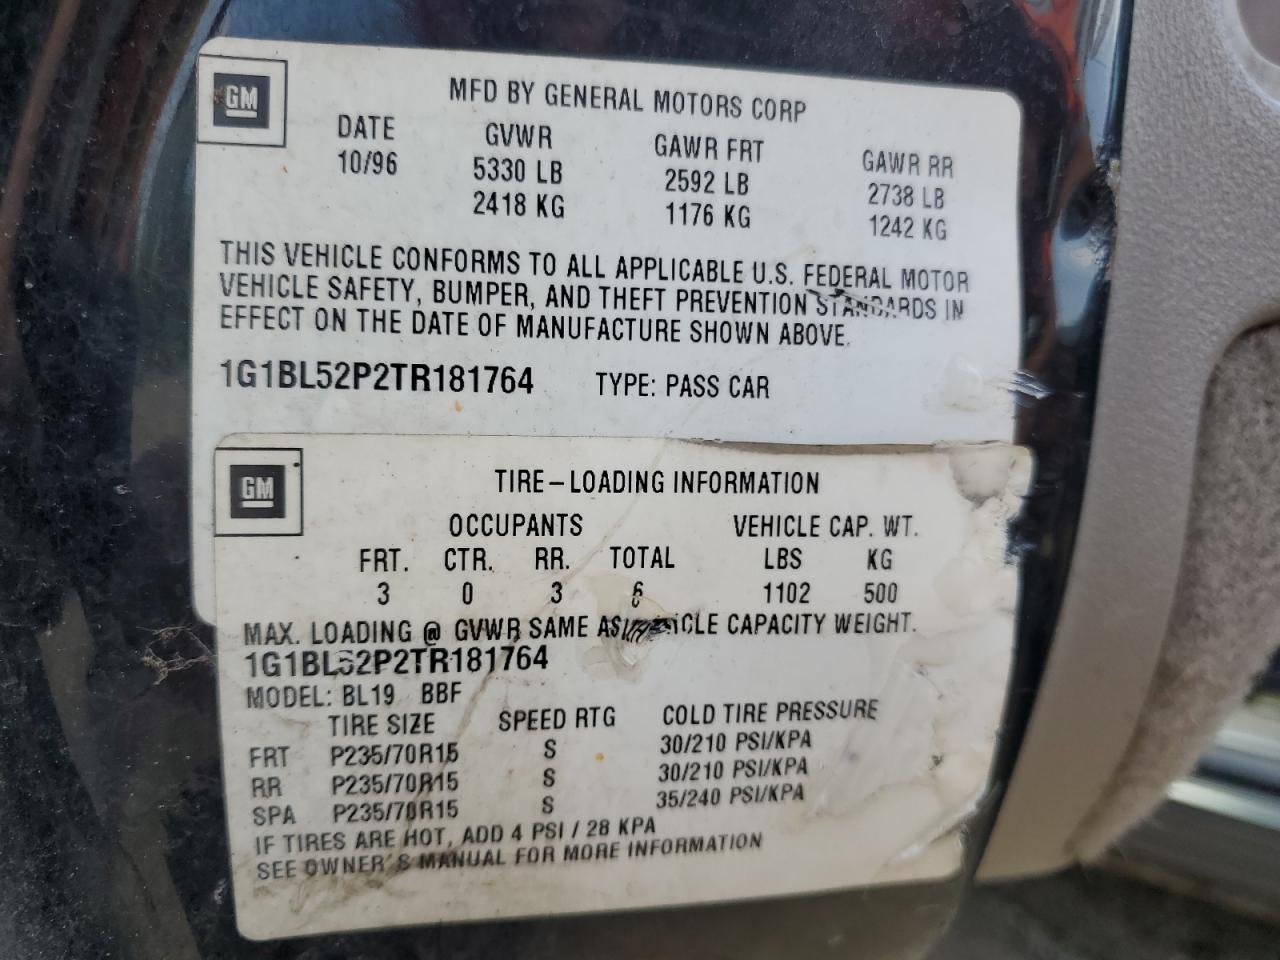 GM
MFD BY GENERAL MOTORS CORP
DATE GVWR GAWR FRT GAWR RR
10/96 5330 LB 2592 LB 2738 LB
2418 KG 1176 KG 1242 KG
THIS VEHICLE CONFORMS TO ALL APPLICABLE U.S. FEDERAL MOTOR
VEHICLE SAFETY, BUMPER, AND THEFT PREVENTION STANDARDS IN
EFFECT ON THE DATE OF MANUFACTURE SHOWN ABOVE.
1G1BL52P2TR181764 TYPE: PASS CAR
GM
TIRE-LOADING INFORMATION
OCCUPANTS VEHICLE CAP. WT.
FRT. CTR. RR. TOTAL LBS KG
3 0 3 6 1102 500
MAX. LOADING @ GVWR SAME AS VEHICLE CAPACITY WEIGHT.
1G1BL52P2TR181764
MODEL: BL19 BBF
TIRE SIZE SPEED RTG COLD TIRE PRESSURE
FRT P235/70R15 S 30/210 PSI/KPA
RR P235/70R15 S 30/210 PSI/KPA
SPA P235/70R15 S 35/240 PSI/KPA
IF TIRES ARE HOT, ADD 4 PSI / 28 KPA
SEE OWNER'S MANUAL FOR MORE INFORMATION